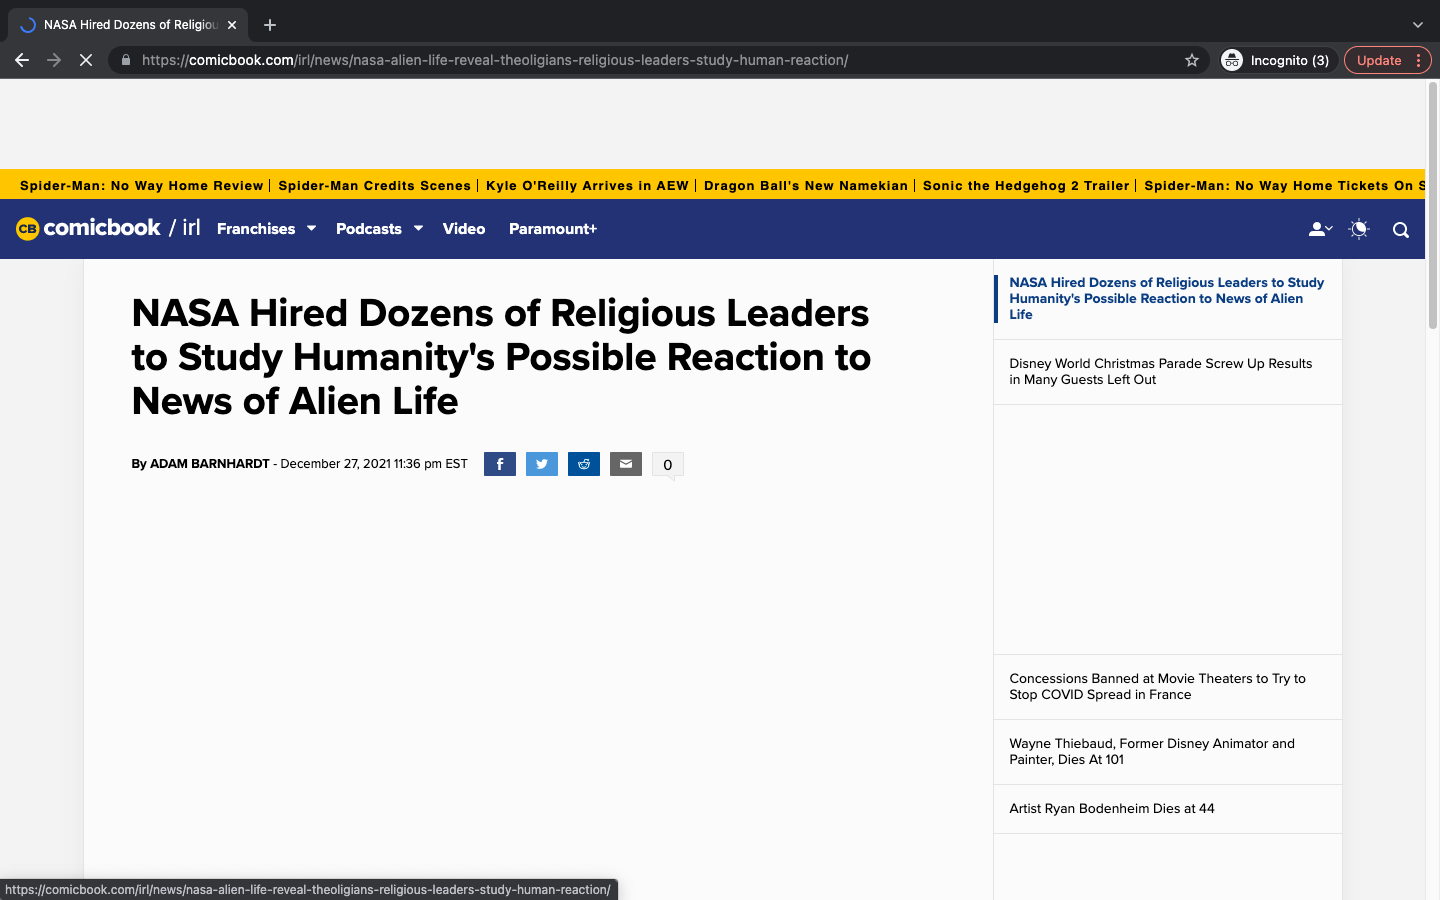 NASA Hired Dozens of Religiou
https://comicbook.com/irl/news/nasa-alien-life-reveal-theoligians-religious-leaders-study-human-reaction/
Incognito (3)
Update
Spider-Man: No Way Home Review | Spider-Man Credits Scenes | Kyle O'Reilly Arrives in AEW | Dragon Ball's New Namekian | Sonic the Hedgehog 2 Trailer | Spider-Man: No Way Home Tickets On S
CB comicbook / irl Franchises Podcasts Video Paramount+
NASA Hired Dozens of Religious Leaders
to Study Humanity's Possible Reaction to
News of Alien Life
By ADAM BARNHARDT - December 27, 2021 11:36 pm EST
0
NASA Hired Dozens of Religious Leaders to Study
Humanity's Possible Reaction to News of Alien
Life
Disney World Christmas Parade Screw Up Results
in Many Guests Left Out
Concessions Banned at Movie Theaters to Try to
Stop COVID Spread in France
Wayne Thiebaud, Former Disney Animator and
Painter, Dies At 101
Artist Ryan Bodenheim Dies at 44
https://comicbook.com/irl/news/nasa-alien-life-reveal-theoligians-religious-leaders-study-human-reaction/